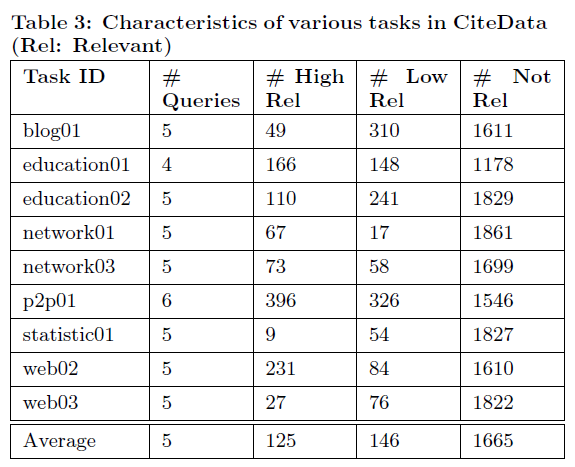 Table 3: Characteristics of various tasks in CiteData
(Rel: Relevant)
Task ID # Queries # High Rel # Low Rel # Not Rel
blog01 5 49 310 1611
education01 4 166 148 1178
education02 5 110 241 1829
network01 5 67 17 1861
network03 5 73 58 1699
p2p01 6 396 326 1546
statistic01 5 9 54 1827
web02 5 231 84 1610
web03 5 27 76 1822
Average 5 125 146 1665